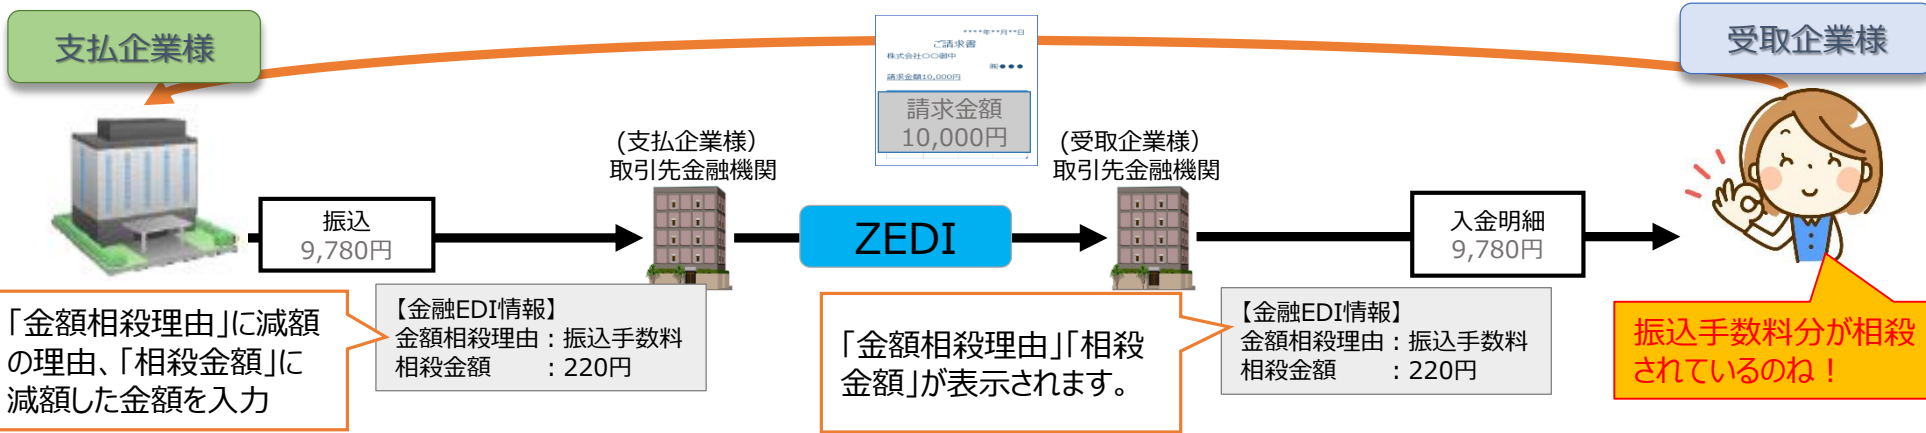 支払企業様
****年**月**日
ご請求書
株式会社〇〇御中
㈱●●●
請求金額10,000円
請求金額
10,000円
受取企業様
(支払企業様)
取引先金融機関
(受取企業様)
取引先金融機関
振込
9,780円
ZEDI
入金明細
9,780円
「金額相殺理由」に減額
の理由、「相殺金額」に
減額した金額を入力
【金融EDI情報】
金額相殺理由：振込手数料
相殺金額　　：220円
「金額相殺理由」「相殺
金額」が表示されます。
【金融EDI情報】
金額相殺理由：振込手数料
相殺金額　　：220円
振込手数料分が相殺
されているのね！